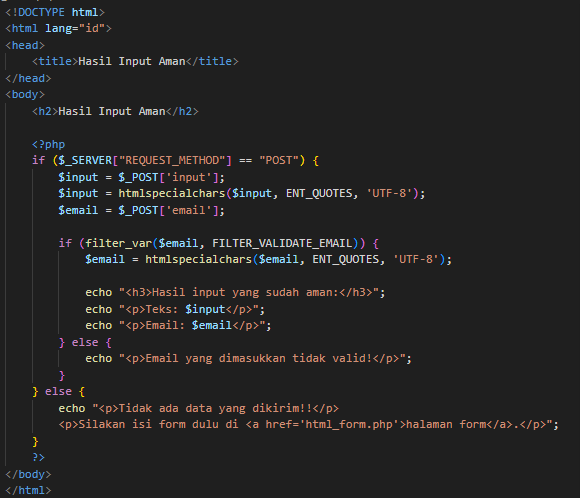 <!DOCTYPE html>
<html lang="id">
<head>
    <title>Hasil Input Aman</title>
</head>
<body>
    <h2>Hasil Input Aman</h2>

    <?php
    if ($_SERVER["REQUEST_METHOD"] == "POST") {
        $input = $_POST['input'];
        $input = htmlspecialchars($input, ENT_QUOTES, 'UTF-8');
        $email = $_POST['email'];

        if (filter_var($email, FILTER_VALIDATE_EMAIL)) {
            $email = htmlspecialchars($email, ENT_QUOTES, 'UTF-8');

            echo "<h3>Hasil input yang sudah aman:</h3>";
            echo "<p>Teks: $input</p>";
            echo "<p>Email: $email</p>";
        } else {
            echo "<p>Email yang dimasukkan tidak valid!</p>";
        }
    } else {
        echo "<p>Tidak ada data yang dikirim!!</p>
        <p>Silakan isi form dulu di <a href='html_form.php'>halaman form</a>.</p>";
    }
    ?>
</body>
</html>